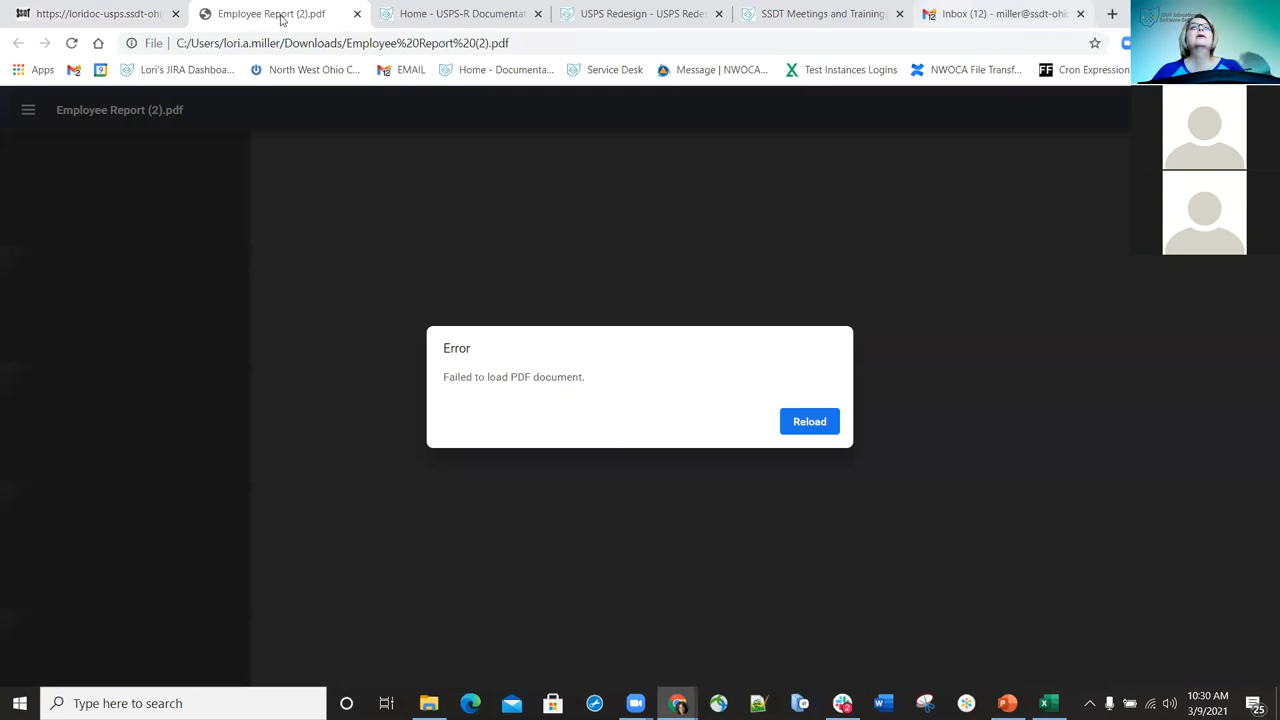 https://loridoc-usps.ssdt-ohi
Employee Report (2).pdf
Home - USPS-R Documentat
USPS Redesign - USPS Rede
SSDT Meetings and Trainings
Inbox (12) - miller@ssdt-ohio
File
C:/Users/lori.a.miller/Downloads/Employee%20Report%20(2).pdf
Apps
Lori's JIRA Dashboa...
North West Ohio C...
EMAIL
Home - Documenta...
Service Desk
Message | NWOCA...
Test Instances Logins
NWOCA File Transf...
FF
Cron Expression
Employee Report (2).pdf
Error
Failed to load PDF document.
Reload
Type here to search
10:30 AM
3/9/2021
25